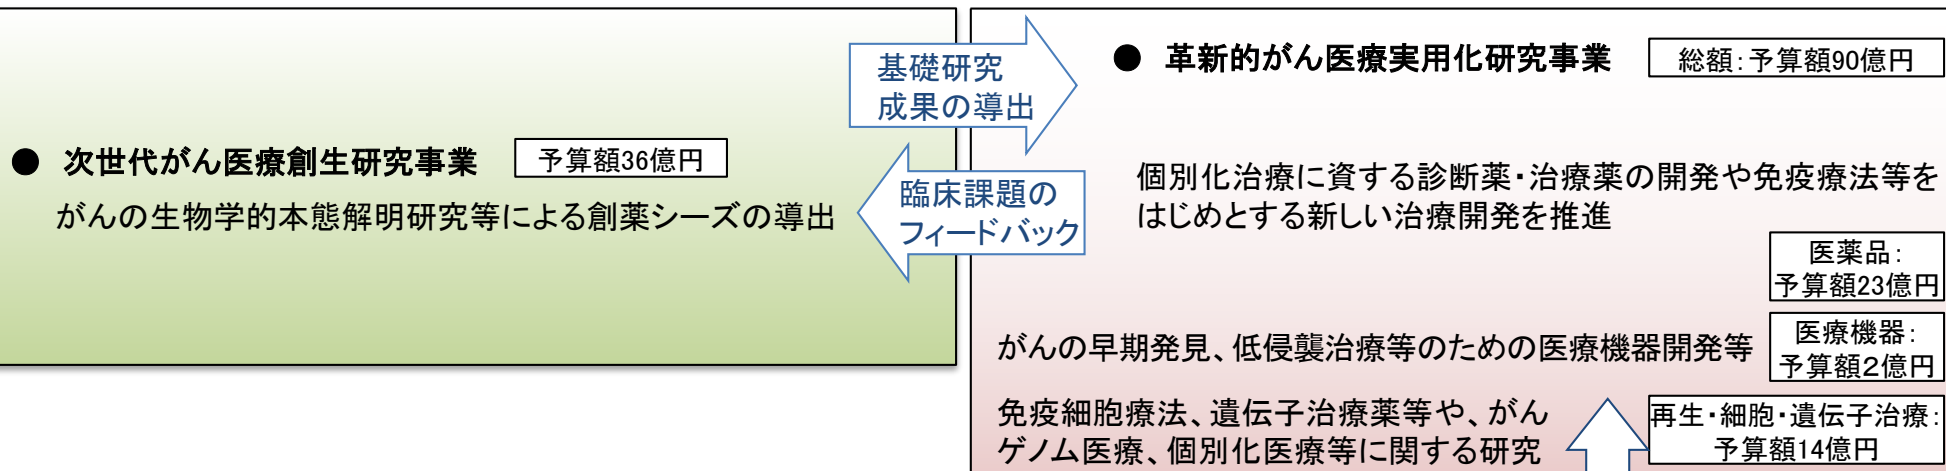 ● 次世代がん医療創生研究事業 予算額36億円
がんの生物学的本態解明研究等による創薬シーズの導出
基礎研究
成果の導出
臨床課題の
フィードバック
● 革新的がん医療実用化研究事業 総額:予算額90億円
個別化治療に資する診断薬・治療薬の開発や免疫療法等を
はじめとする新しい治療開発を推進
医薬品:
予算額23億円
がんの早期発見、低侵襲治療等のための医療機器開発等
医療機器:
予算額2億円
免疫細胞療法、遺伝子治療薬等や、がん
ゲノム医療、個別化医療等に関する研究
再生・細胞・遺伝子治療:
予算額14億円